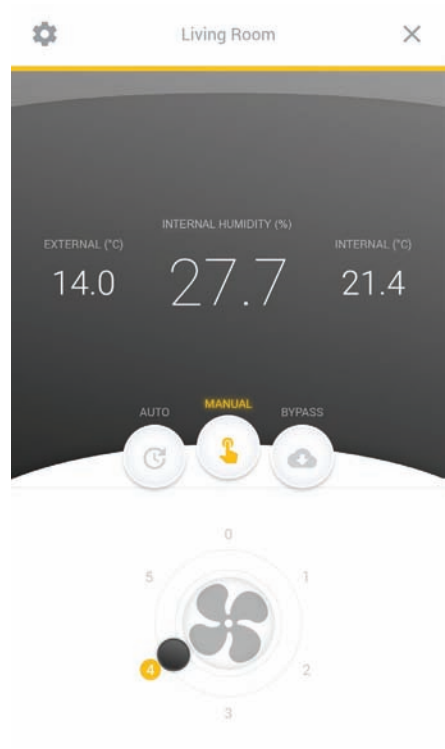 Living Room
INTERNAL HUMIDITY (%)
EXTERNAL (°C)
INTERNAL (°C)
14.0
27.7
21.4
AUTO
MANUAL
BYPASS
0
5
1
4
2
3